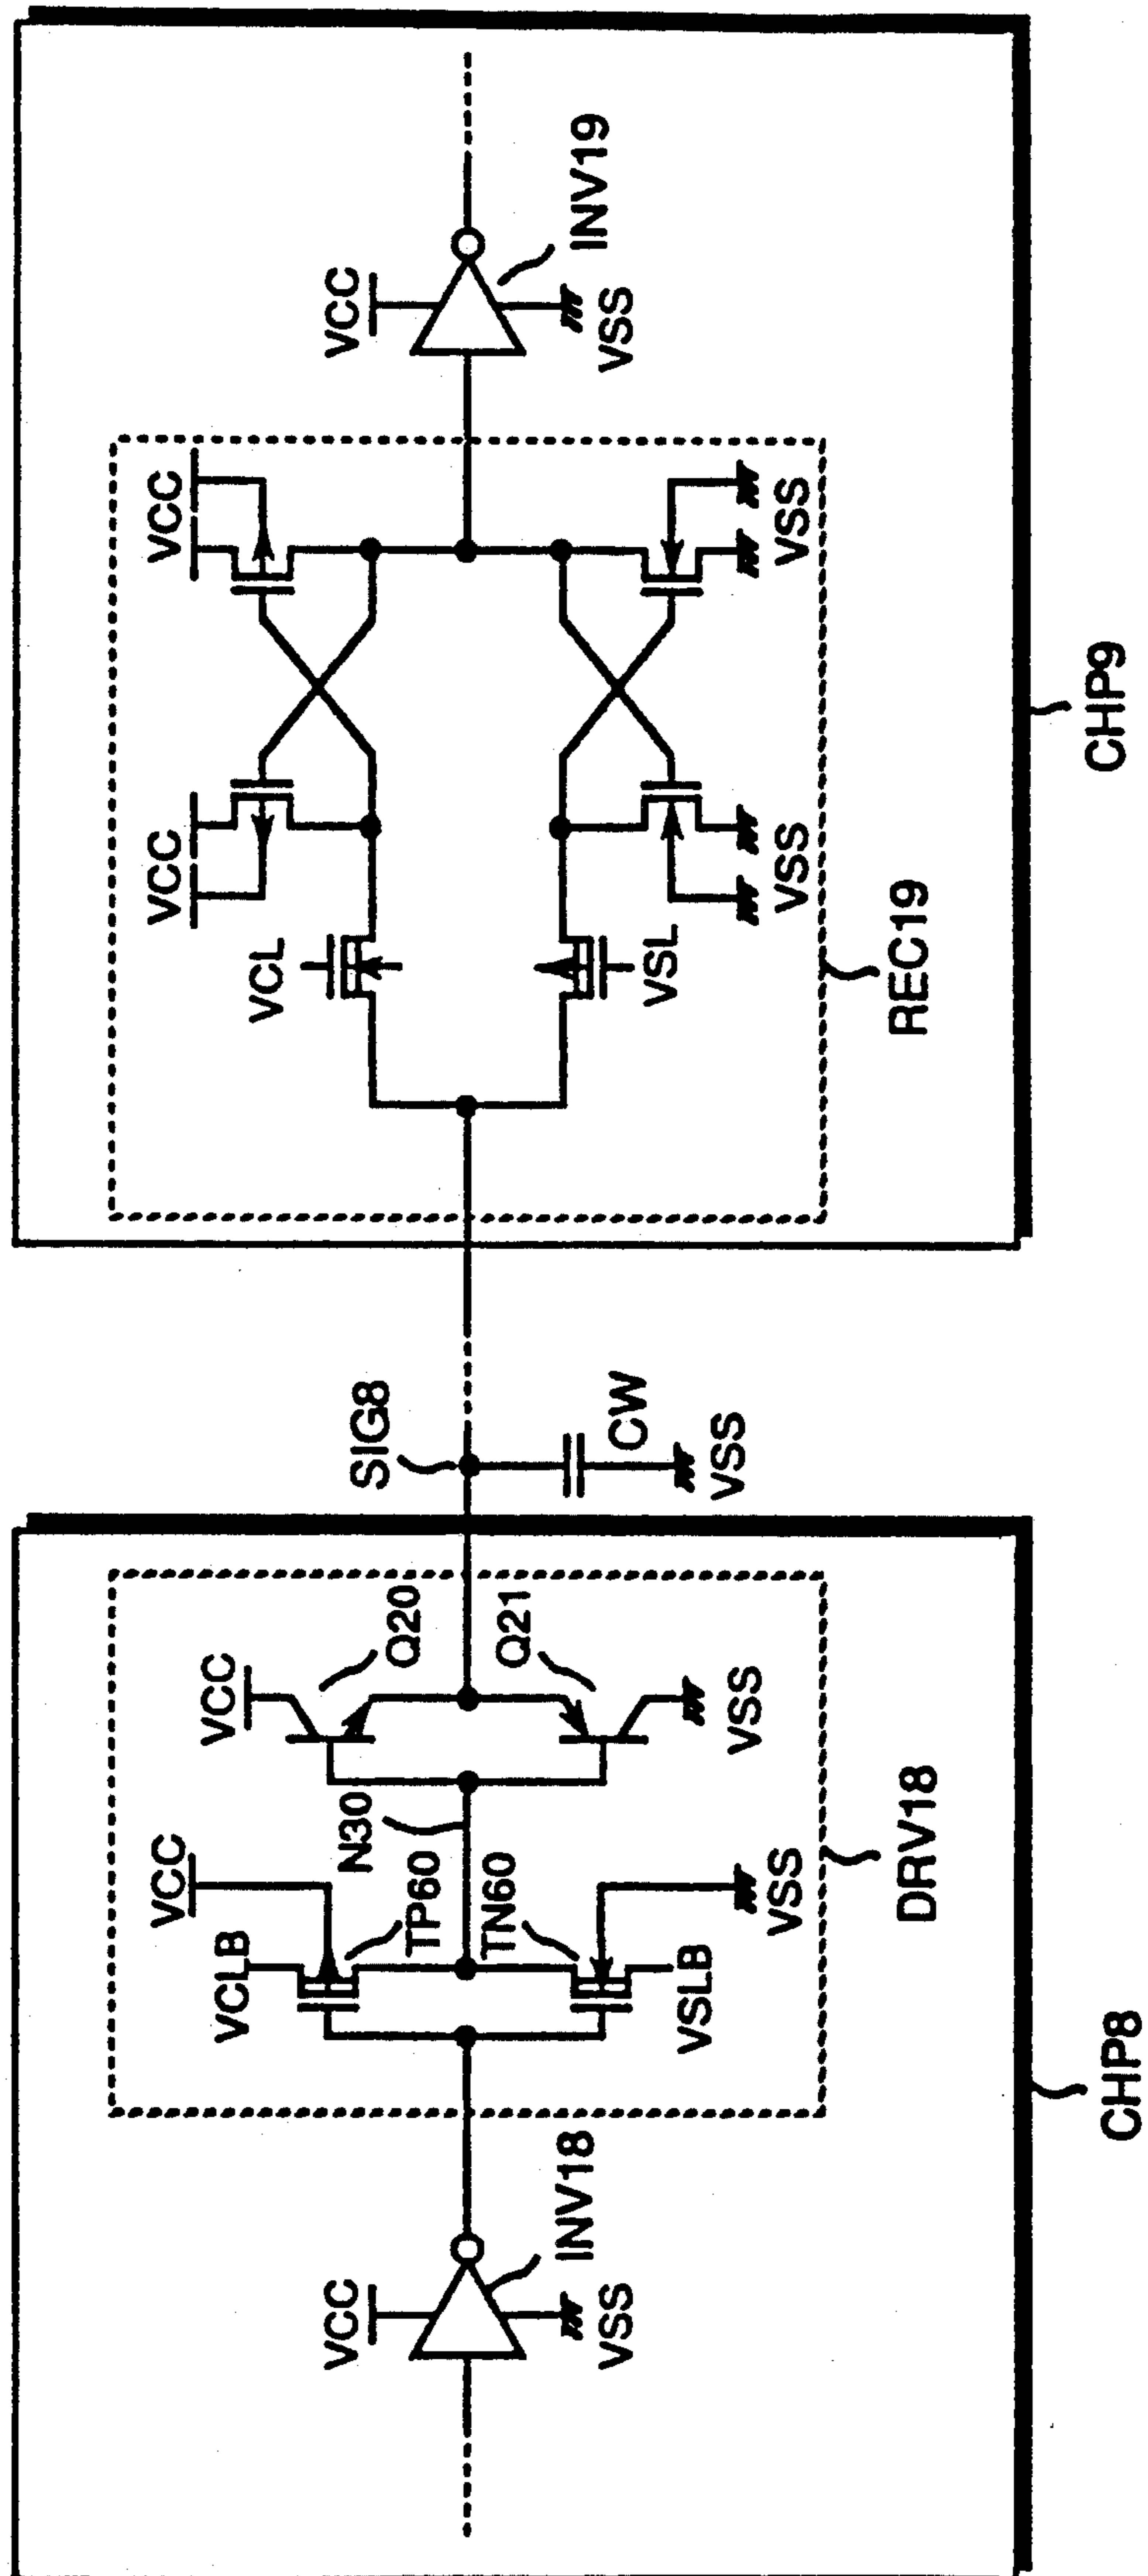 VCC
INV18
VSS
VCLB
VCC
TP60
N30
TN60
VSLB
VSS
VCC
Q20
Q21
VSS
DRV18
CHP8
SIG8
CW
VSS
VCL
VSL
VCC
VCC
VSS
VSS
REC19
VCC
INV19
VSS
CHP9